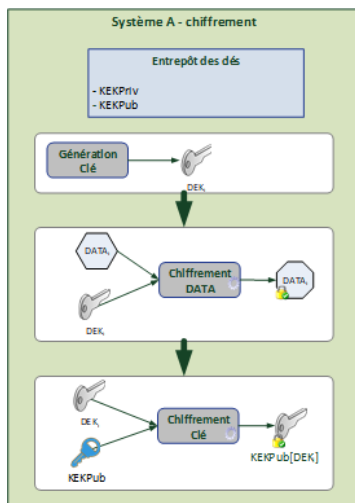 Système A - chiffrement
Entrepôt des clés
- KEKPriv
- KEKPub
Génération
Clé
DEK,
DATA,
Chiffrement
DATA
DATA,
DEK,
DEK,
Chiffrement
Clé
KEKPub[DEK]
KEKPub